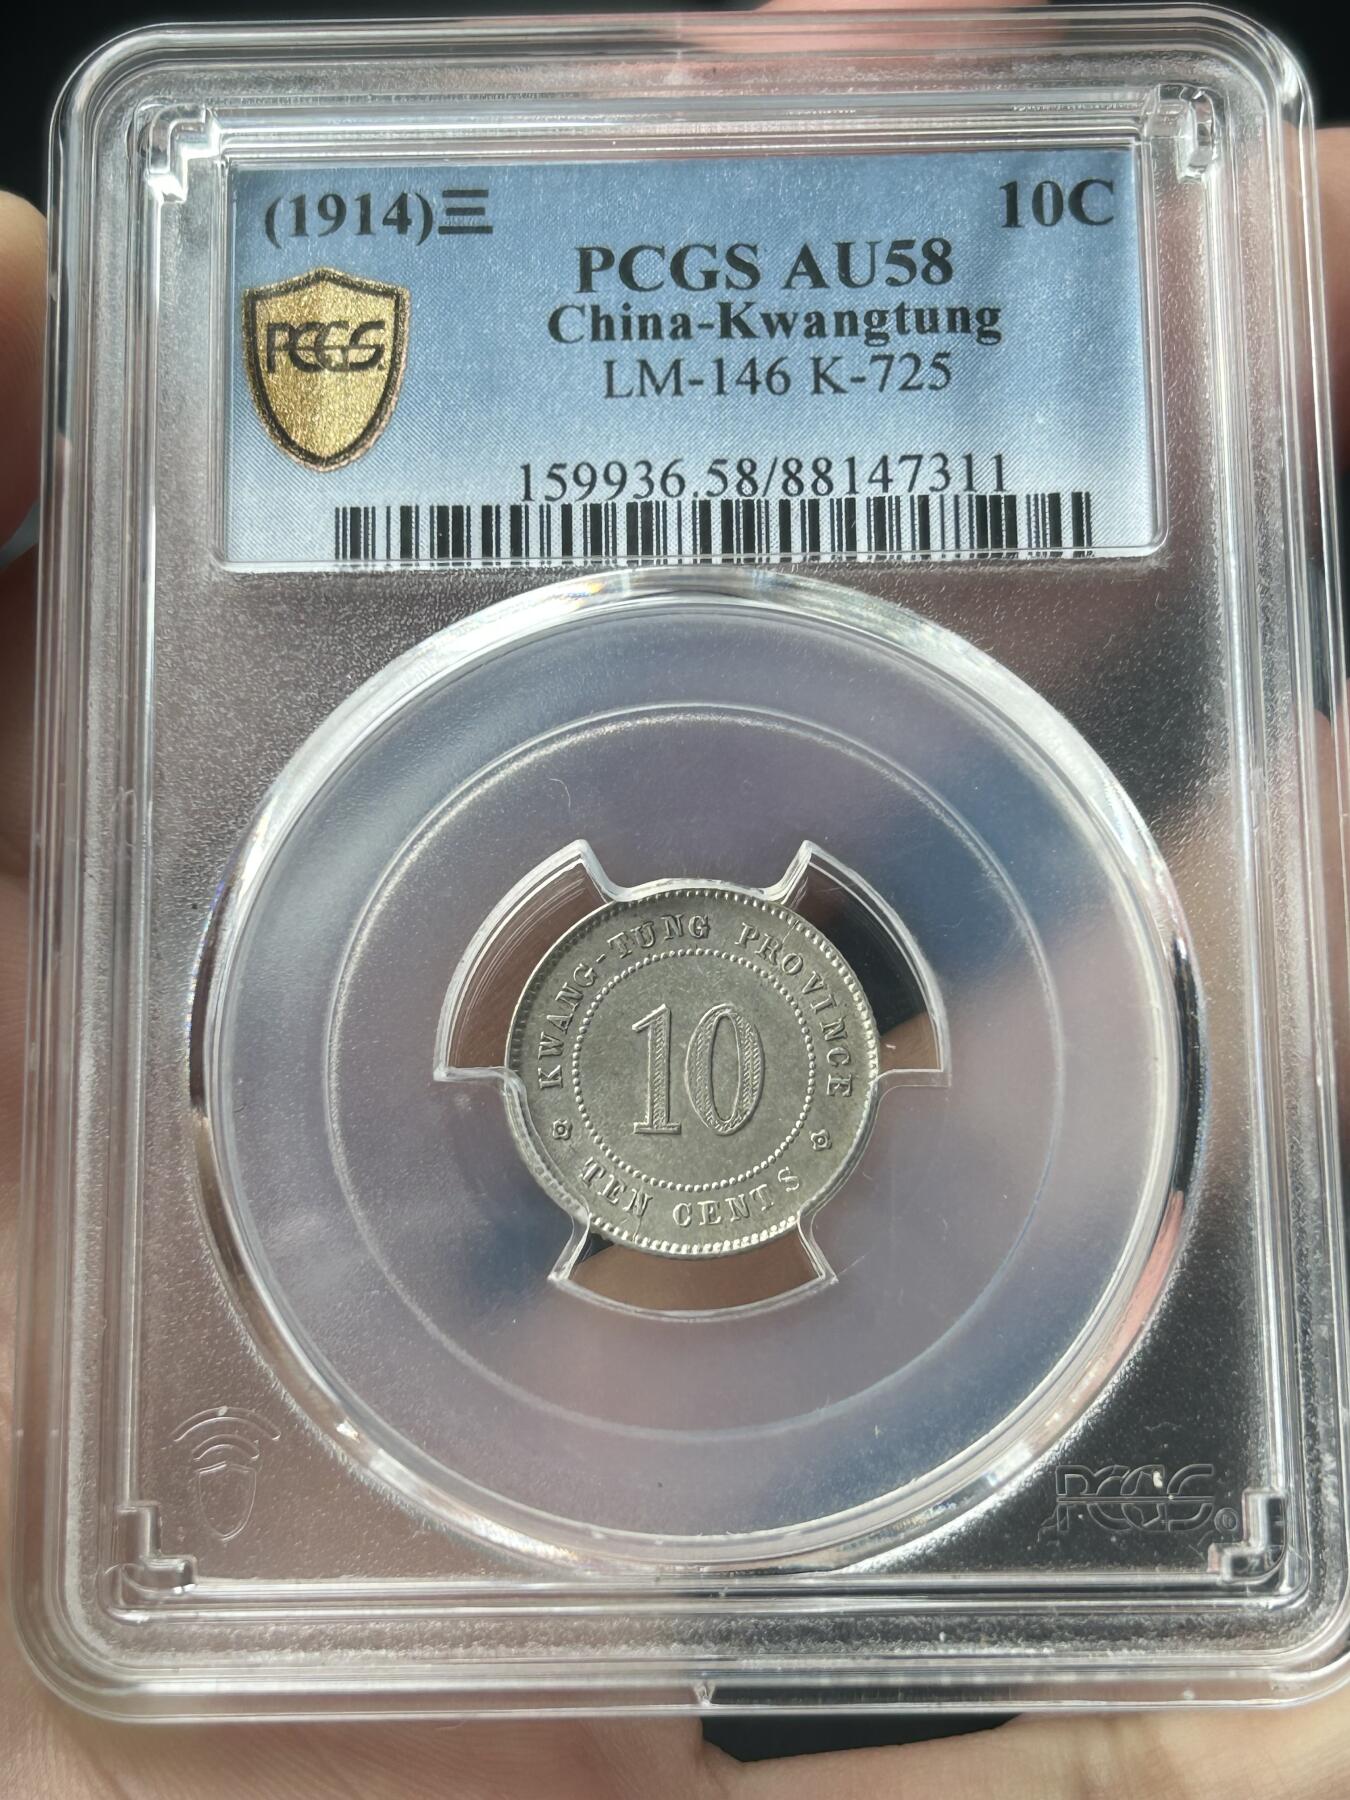 (1914)三 10C
PCGS AU58
China-Kwangtung
LM-146 K-725
PCGS
159936.58/88147311
KWANG-TUNG PROVINCE
10
TEN CENTS
PCGS